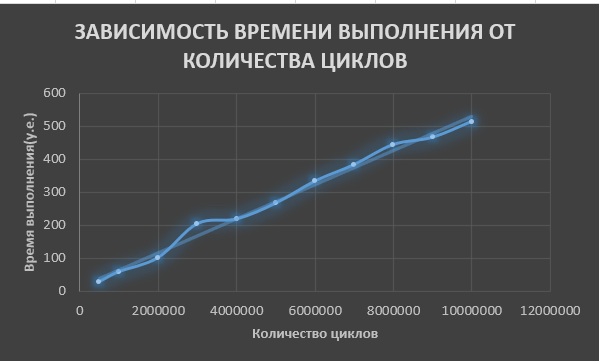 ЗАВИСИМОСТЬ ВРЕМЕНИ ВЫПОЛНЕНИЯ ОТ
КОЛИЧЕСТВА ЦИКЛОВ
Время выполнения(у.е.)
600
500
400
300
200
100
0
0 2000000 4000000 6000000 8000000 10000000 12000000
Количество циклов